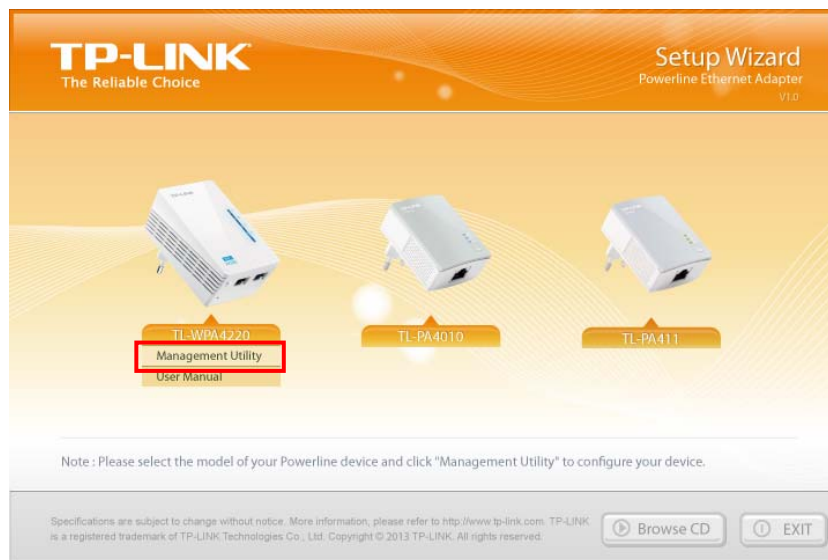 TP-LINK
The Reliable Choice
Setup Wizard
Powerline Ethernet Adapter
V1.0
TL-WPA4220
Management Utility
User Manual
TL-PA4010
TL-PA411
Note : Please select the model of your Powerline device and click "Management Utility" to configure your device.
Specifications are subject to change without notice. More information, please refer to http://www.tp-link.com. TP-LINK
is a registered trademark of TP-LINK Technologies Co., Ltd. Copyright © 2013 TP-LINK. All rights reserved.
Browse CD
EXIT